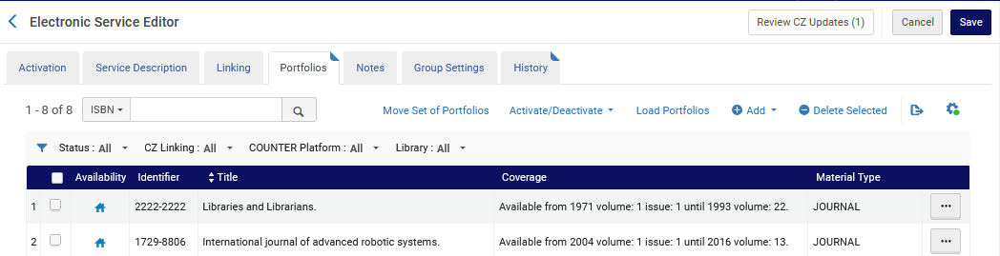 Electronic Service Editor
Review CZ Updates (1) Cancel Save
Activation Service Description Linking Portfolios Notes Group Settings History
1 - 8 of 8 ISBN Move Set of Portfolios Activate/Deactivate Load Portfolios Add Delete Selected
Status : All CZ Linking : All COUNTER Platform : All Library : All
Availability Identifier Title Coverage Material Type
1 2222-2222 Libraries and Librarians. Available from 1971 volume: 1 issue: 1 until 1993 volume: 22. JOURNAL
2 1729-8806 International journal of advanced robotic systems. Available from 2004 volume: 1 issue: 1 until 2016 volume: 13. JOURNAL